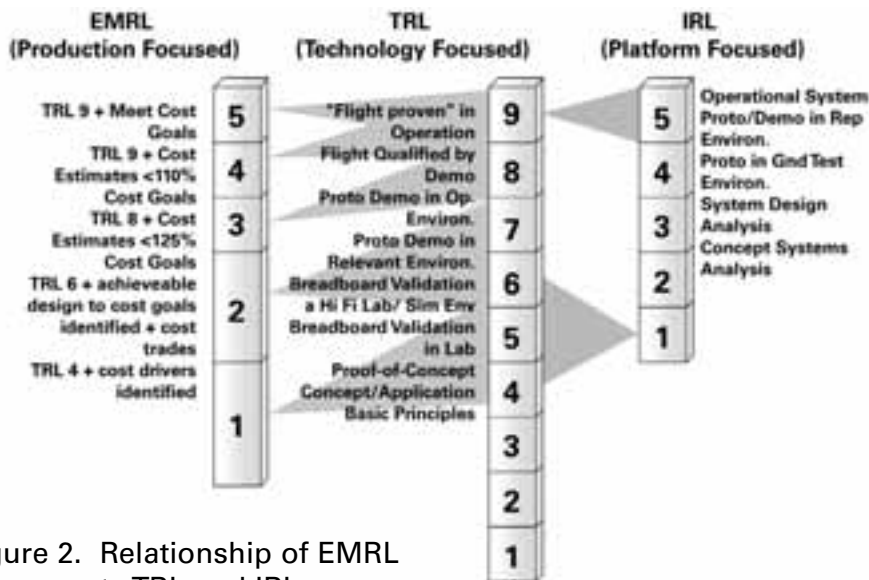 EMRL
(Production Focused)
TRL 9 + Meet Cost
Goals
TRL 9 + Cost
Estimates <110%
Cost Goals
TRL 8 + Cost
Estimates <125%
Cost Goals
TRL 6 + achieveable
design to cost goals
identified + cost
trades
TRL 4 + cost drivers
identified
5
4
3
2
1
TRL
(Technology Focused)
"Flight proven" in
Operation
Flight Qualified by
Demo
Proto Demo in Op.
Environ.
Proto Demo in
Relevant Environ.
Breadboard Validation
a Hi Fi Lab/ Sim Env
Breadboard Validation
in Lab
Proof-of-Concept
Concept/Application
Basic Principles
9
8
7
6
5
4
3
2
1
IRL
(Platform Focused)
5
4
3
2
1
Operational System
Proto/Demo in Rep
Environ.
Proto in Gnd Test
Environ.
System Design
Analysis
Concept Systems
Analysis
gure 2. Relationship of EMRL
TRL and IRL